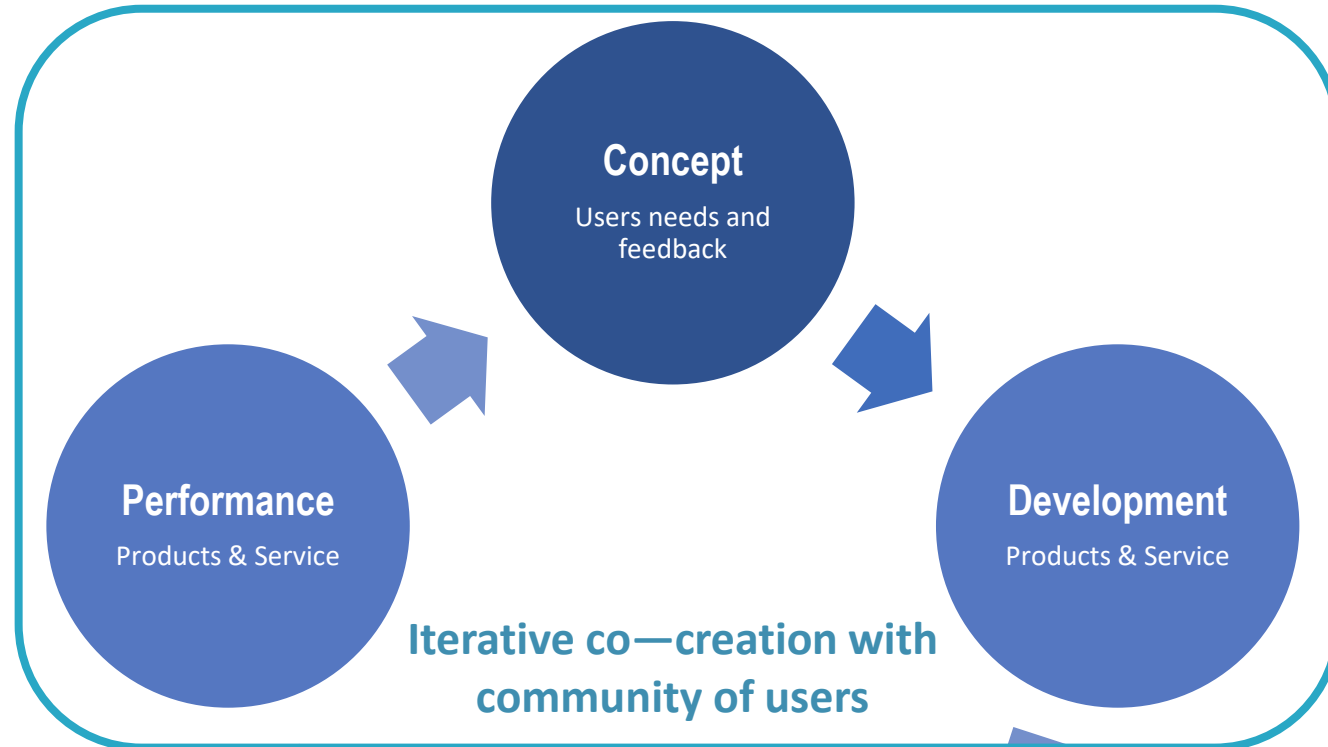 Concept
Users needs and
feedback
Performance
Products & Service
Development
Products & Service
Iterative co—creation with
community of users